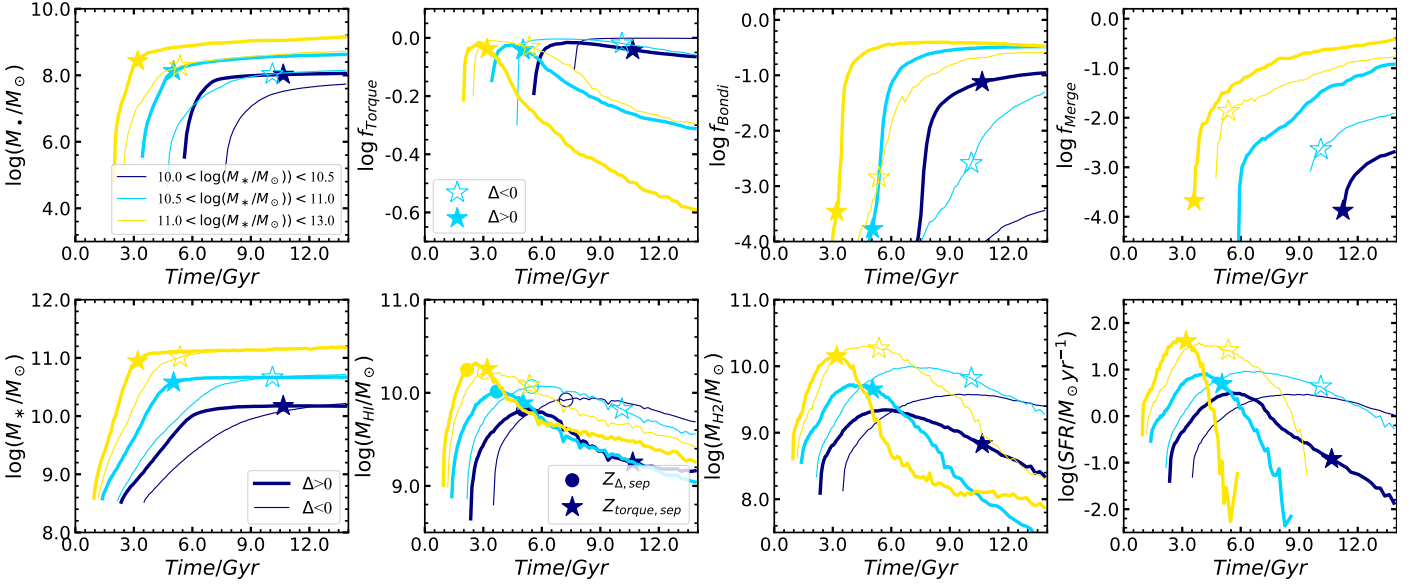 10.0
8.0
6.0
4.0
log(M•/M⊙)
10.0 < log(M∗/M⊙)) < 10.5
10.5 < log(M∗/M⊙)) < 11.0
11.0 < log(M∗/M⊙)) < 13.0
0.0 3.0 6.0 9.0 12.0
Time/Gyr
0.0
-0.2
-0.4
-0.6
log f_Torque
Δ<0
Δ>0
0.0 3.0 6.0 9.0 12.0
Time/Gyr
0.0
-1.0
-2.0
-3.0
-4.0
log f_Bondi
0.0 3.0 6.0 9.0 12.0
Time/Gyr
0.0
-1.0
-2.0
-3.0
-4.0
log f_Merge
0.0 3.0 6.0 9.0 12.0
Time/Gyr
12.0
11.0
10.0
9.0
8.0
log(M∗/M⊙)
Δ>0
Δ<0
0.0 3.0 6.0 9.0 12.0
Time/Gyr
11.0
10.0
9.0
log(M_HI/M⊙)
Z_Δ,sep
Z_torque,sep
0.0 3.0 6.0 9.0 12.0
Time/Gyr
11.0
10.0
9.0
8.0
log(M_H2/M⊙)
0.0 3.0 6.0 9.0 12.0
Time/Gyr
2.0
1.0
0.0
-1.0
-2.0
log(SFR/M⊙yr⁻¹)
0.0 3.0 6.0 9.0 12.0
Time/Gyr